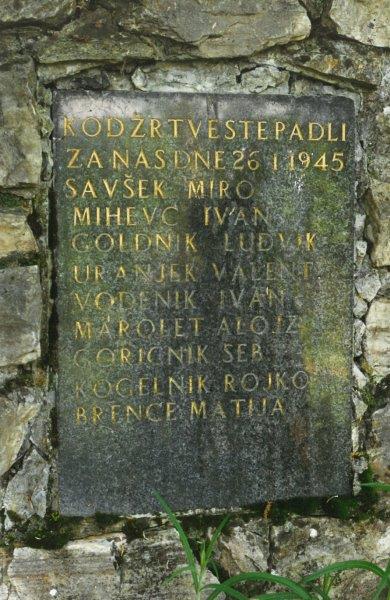 KOD ŽRTVE STE PADLI
ZA NAS DNE 26 1 1945
SAVŠEK MIRO
MIHEVC IVAN
GOLDNIK LUDVIK
URANJEK VALENT
VODENIK IVAN
MAROLET ALOJZ
GORIČNIK SEB
KOGELNIK ROJKO
BRENCE MATIJA